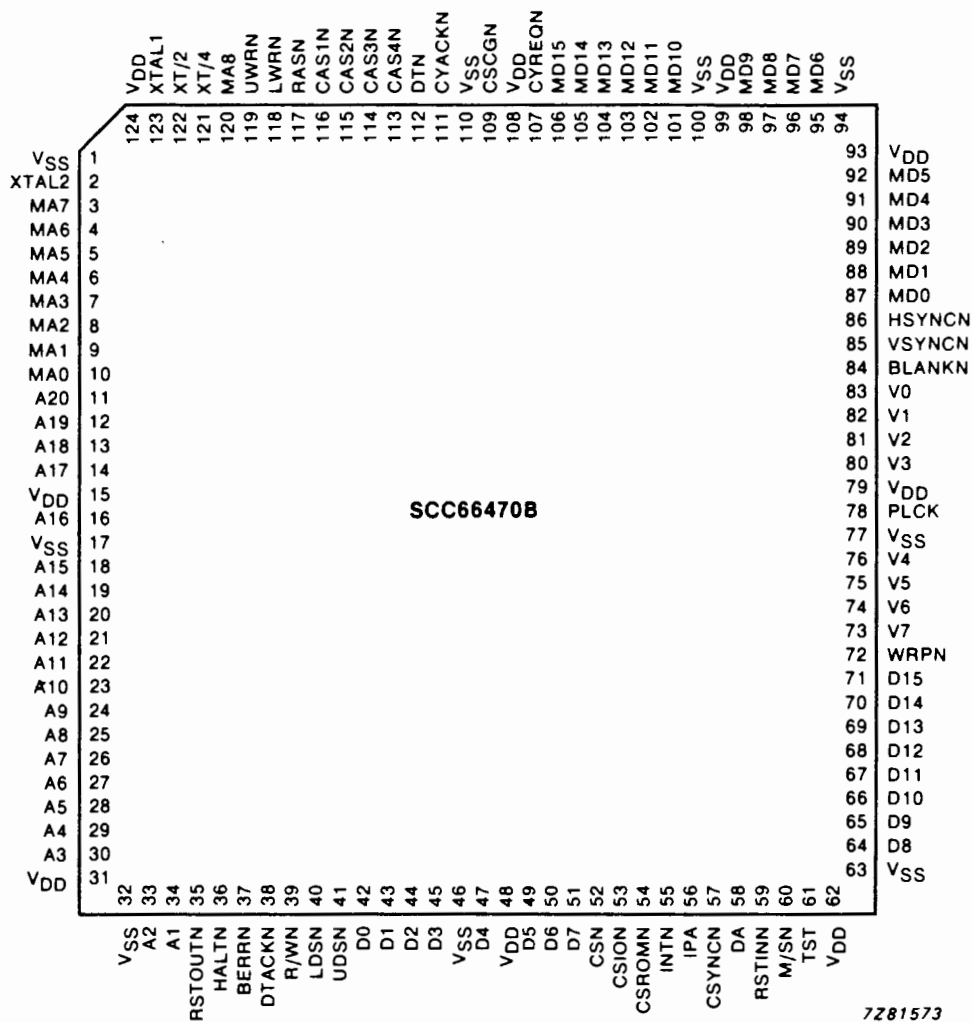 VDD XTAL1 XT/2 XT/4 MA8 UWRN LWRN RASN CAS1N CAS2N CAS3N CAS4N DTN CYACKN VSS CSCGN VDD CYREQN MD15 MD14 MD13 MD12 MD11 MD10 VSS VDD MD9 MD8 MD7 MD6 VSS
124 123 122 121 120 119 118 117 116 115 114 113 112 111 110 109 108 107 106 105 104 103 102 101 100 99 98 97 96 95 94
VSS 1
XTAL2 2
MA7 3
MA6 4
MA5 5
MA4 6
MA3 7
MA2 8
MA1 9
MA0 10
A20 11
A19 12
A18 13
A17 14
VDD 15
A16 16
VSS 17
A15 18
A14 19
A13 20
A12 21
A11 22
A10 23
A9 24
A8 25
A7 26
A6 27
A5 28
A4 29
A3 30
VDD 31
SCC66470B
93 VDD
92 MD5
91 MD4
90 MD3
89 MD2
88 MD1
87 MD0
86 HSYNCN
85 VSYNCN
84 BLANKN
83 V0
82 V1
81 V2
80 V3
79 VDD
78 PLCK
77 VSS
76 V4
75 V5
74 V6
73 V7
72 WRPN
71 D15
70 D14
69 D13
68 D12
67 D11
66 D10
65 D9
64 D8
63 VSS
32 33 34 35 36 37 38 39 40 41 42 43 44 45 46 47 48 49 50 51 52 53 54 55 56 57 58 59 60 61 62
VSS A2 A1 RSTOUTN HALTN BERRN DTACKN R/WN LDSN UDSN D0 D1 D2 D3 VSS D4 VDD D5 D6 D7 CSN CSION CSROMN INTN IPA CSYNCN DA RSTINN M/SN TST VDD
7Z81573